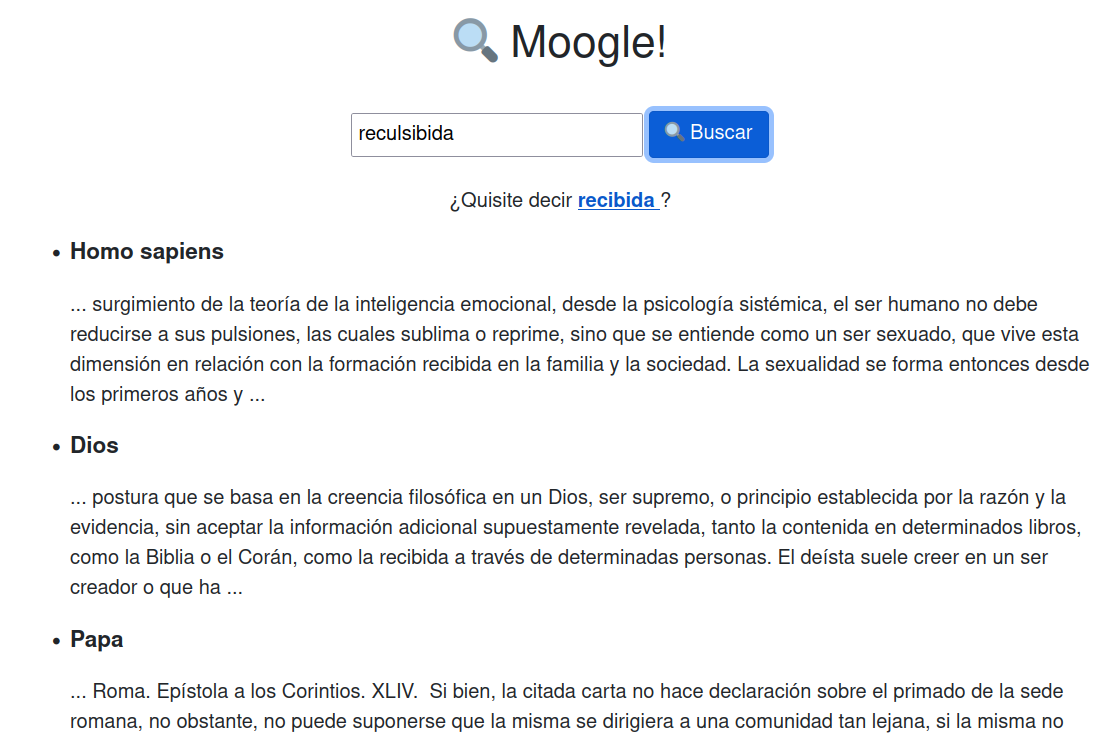 Moogle!
reculsibida
Buscar
¿Quisite decir recibida ?
Homo sapiens
... surgimiento de la teoría de la inteligencia emocional, desde la psicología sistémica, el ser humano no debe
reducirse a sus pulsiones, las cuales sublima o reprime, sino que se entiende como un ser sexuado, que vive esta
dimensión en relación con la formación recibida en la familia y la sociedad. La sexualidad se forma entonces desde
los primeros años y ...
Dios
... postura que se basa en la creencia filosófica en un Dios, ser supremo, o principio establecida por la razón y la
evidencia, sin aceptar la información adicional supuestamente revelada, tanto la contenida en determinados libros,
como la Biblia o el Corán, como la recibida a través de determinadas personas. El deísta suele creer en un ser
creador o que ha ...
Papa
... Roma. Epístola a los Corintios. XLIV.  Si bien, la citada carta no hace declaración sobre el primado de la sede
romana, no obstante, no puede suponerse que la misma se dirigiera a una comunidad tan lejana, si la misma no